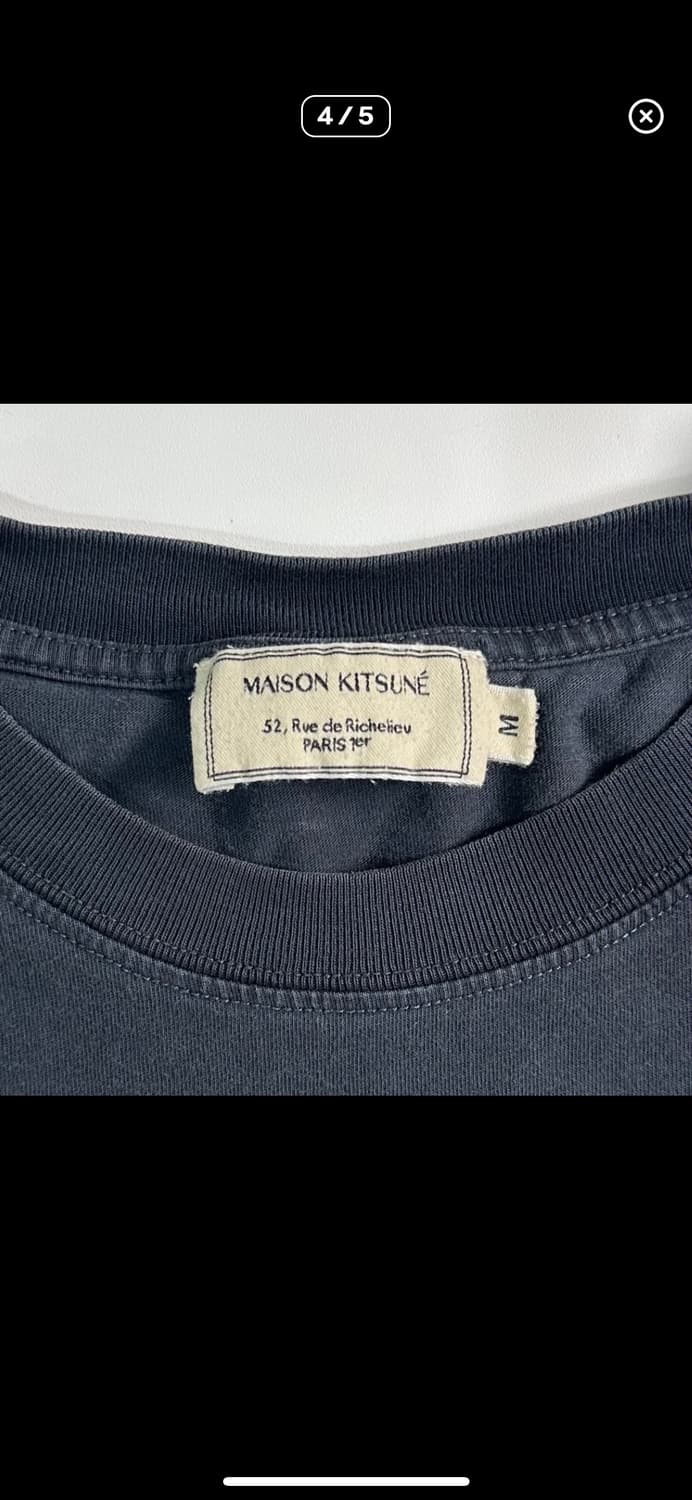 4/5
MAISON KITSUNÉ
52, Rue de Richelieu
PARIS 1er
M